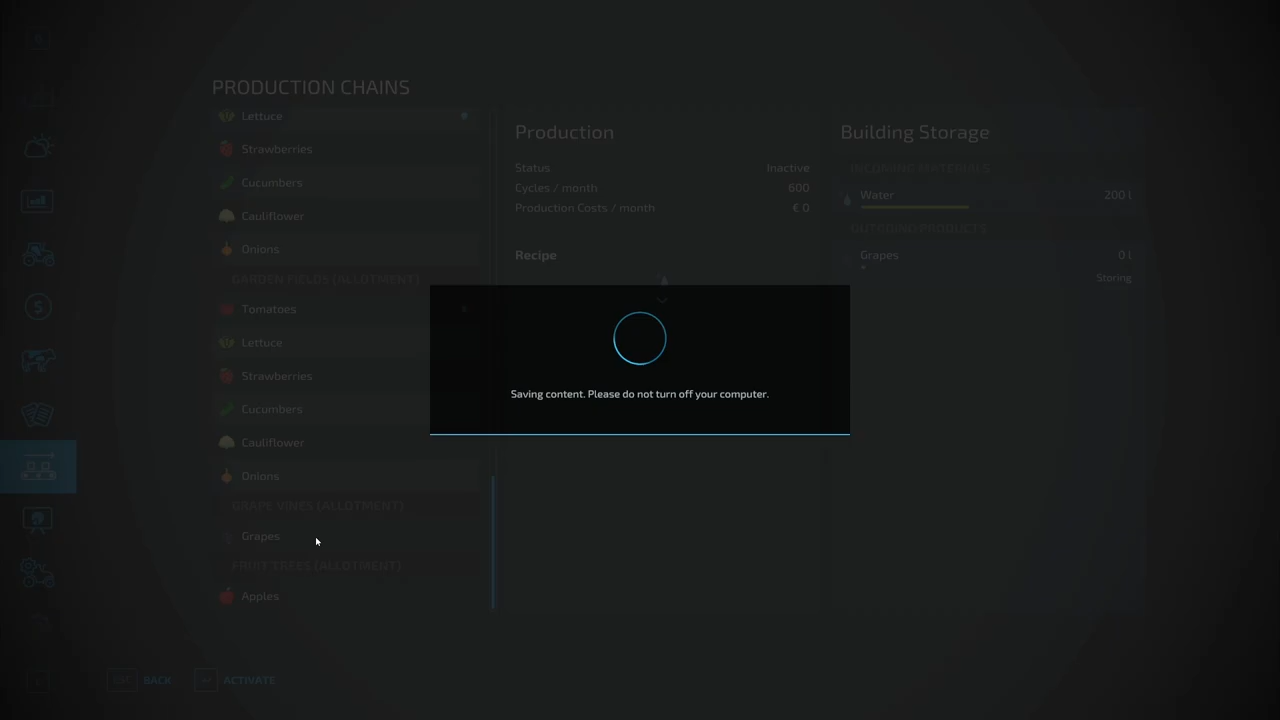 PRODUCTION CHAINS
Lettuce
Strawberries
Cucumbers
Cauliflower
Onions
GARDEN FIELDS (ALLOTMENT)
Tomatoes
Lettuce
Strawberries
Cucumbers
Cauliflower
Onions
GRAPE VINES (ALLOTMENT)
Grapes
FRUIT TREES (ALLOTMENT)
Apples
Production
Status Inactive
Cycles / month 600
Production Costs / month € 0
Recipe
Building Storage
INCOMING MATERIALS
Water 200 l
OUTGOING PRODUCTS
Grapes 0 l
Storing
Saving content. Please do not turn off your computer.
BACK
ACTIVATE